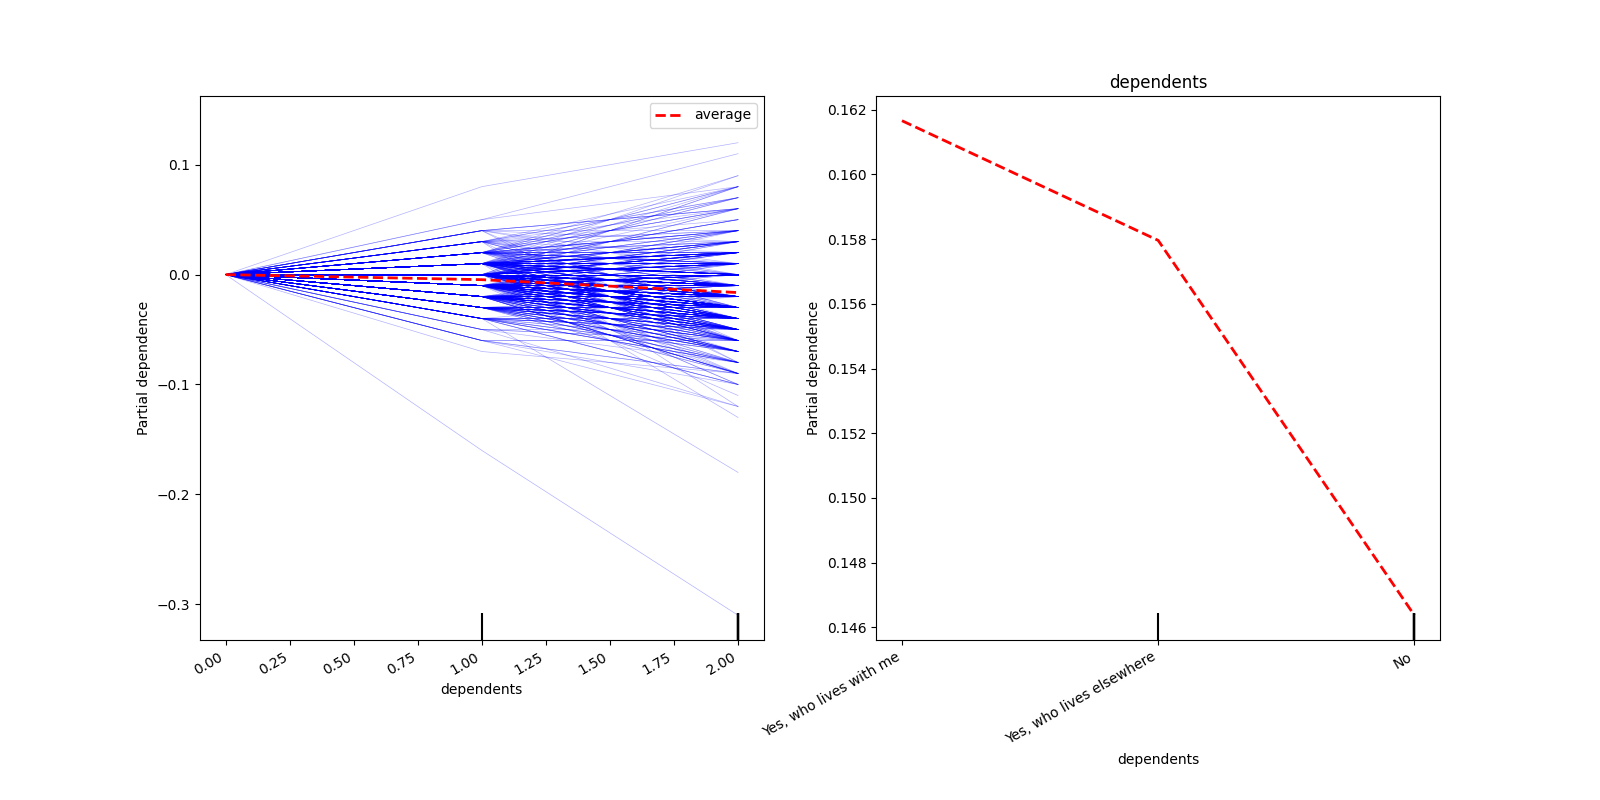 average
0.1
0.0
−0.1
−0.2
−0.3
Partial dependence
0.00
0.25
0.50
0.75
1.00
1.25
1.50
1.75
2.00
dependents
dependents
0.162
0.160
0.158
0.156
0.154
0.152
0.150
0.148
0.146
Partial dependence
Yes, who lives with me
Yes, who lives elsewhere
No
dependents